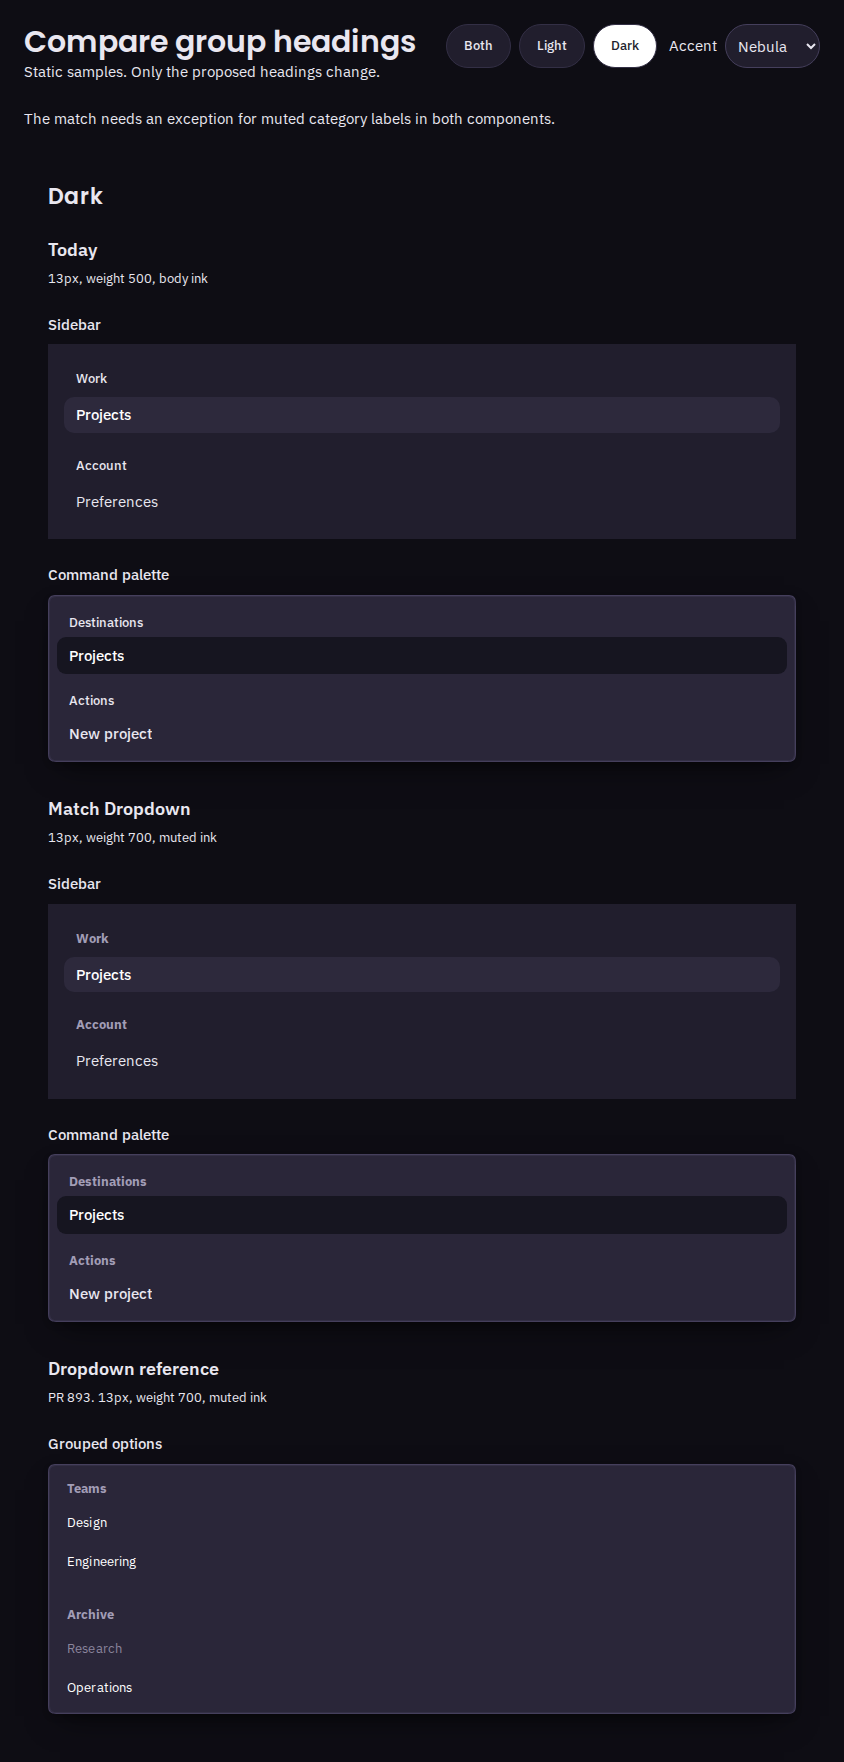 Compare group headings
Both
Light
Dark
Accent
Nebula
Static samples. Only the proposed headings change.
The match needs an exception for muted category labels in both components.
Dark
Today
13px, weight 500, body ink
Sidebar
Work
Projects
Account
Preferences
Command palette
Destinations
Projects
Actions
New project
Match Dropdown
13px, weight 700, muted ink
Sidebar
Work
Projects
Account
Preferences
Command palette
Destinations
Projects
Actions
New project
Dropdown reference
PR 893. 13px, weight 700, muted ink
Grouped options
Teams
Design
Engineering
Archive
Research
Operations